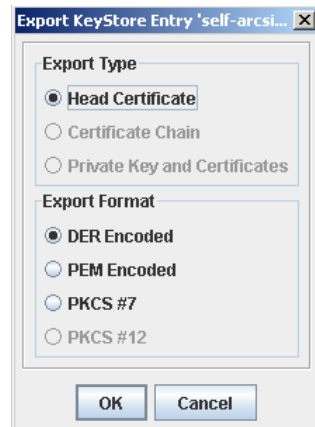 Export KeyStore Entry 'self-arcsi...
Export Type
Head Certificate
Certificate Chain
Private Key and Certificates
Export Format
DER Encoded
PEM Encoded
PKCS #7
PKCS #12
OK Cancel